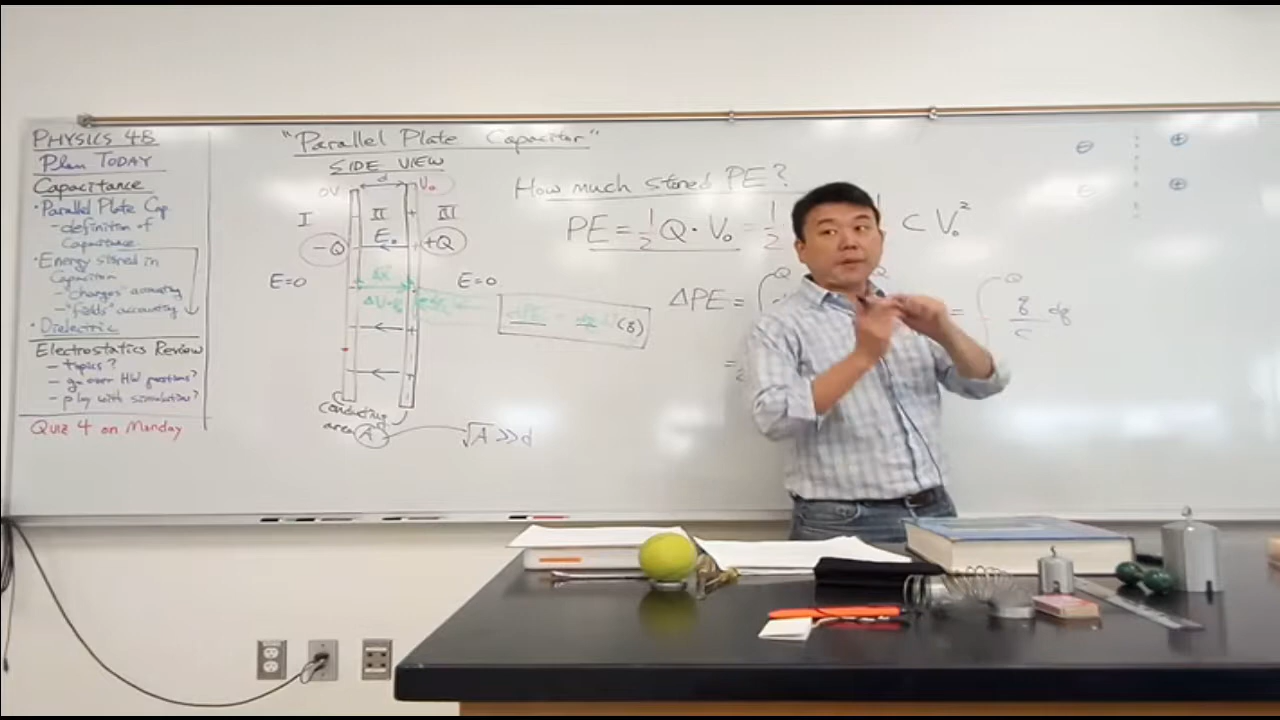 PHYSICS 4B
Plan TODAY
Capacitance
• Parallel Plate Cap
- definition of
Capacitance
• Energy stored in
Capacitor
- "charges" accounting
- "fields" accounting
• Dielectric
Electrostatics Review
- topics?
- go over HW questions?
- play with simulation?
Quiz 4 on Monday
"Parallel Plate Capacitor"
SIDE VIEW
d
0V
V₀
I
II
III
E₀
-Q
+Q
E=0
E=0
conducting
area A
√A >> d
How much stored PE?
PE = 1/2 Q · V₀ = 1/2
C V₀²
ΔPE = ∫
Q
(q)
= ∫
Q
q/C dq
=
⊖
⊕
⊖
⊕